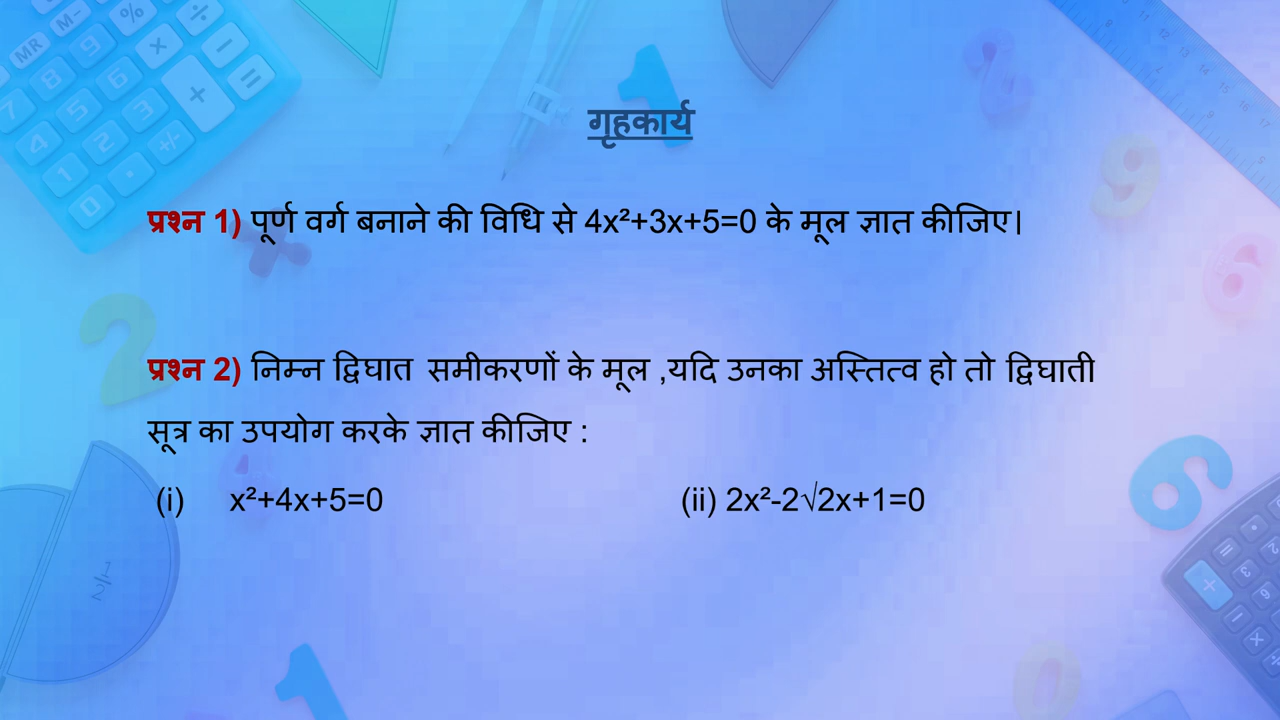 गृहकार्य
प्रश्न 1) पूर्ण वर्ग बनाने की विधि से 4x²+3x+5=0 के मूल ज्ञात कीजिए।
प्रश्न 2) निम्न द्विघात समीकरणों के मूल ,यदि उनका अस्तित्व हो तो द्विघाती
सूत्र का उपयोग करके ज्ञात कीजिए :
(i) x²+4x+5=0 (ii) 2x²-2√2x+1=0